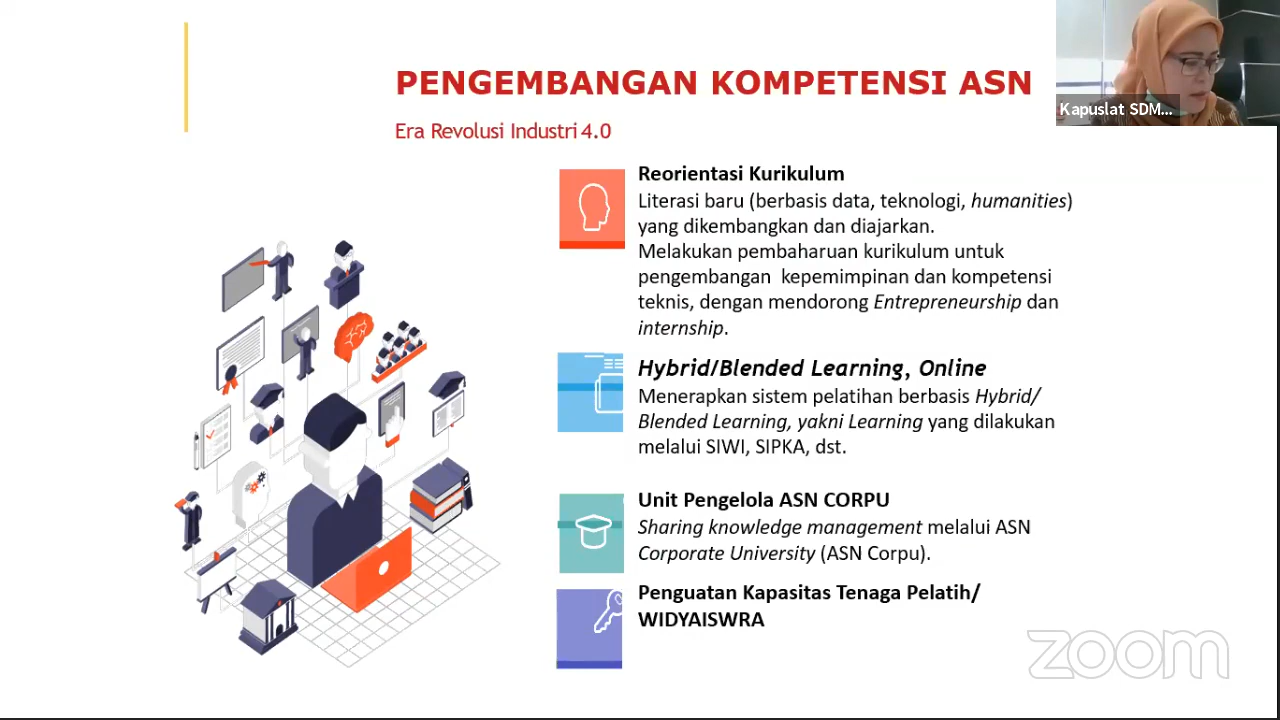 PENGEMBANGAN KOMPETENSI ASN
Era Revolusi Industri 4.0
Kapuslat SDM...
Reorientasi Kurikulum
Literasi baru (berbasis data, teknologi, humanities)
yang dikembangkan dan diajarkan.
Melakukan pembaharuan kurikulum untuk
pengembangan kepemimpinan dan kompetensi
teknis, dengan mendorong Entrepreneurship dan
internship.
Hybrid/Blended Learning, Online
Menerapkan sistem pelatihan berbasis Hybrid/
Blended Learning, yakni Learning yang dilakukan
melalui SIWI, SIPKA, dst.
Unit Pengelola ASN CORPU
Sharing knowledge management melalui ASN
Corporate University (ASN Corpu).
Penguatan Kapasitas Tenaga Pelatih/
WIDYAISWRA
zoom